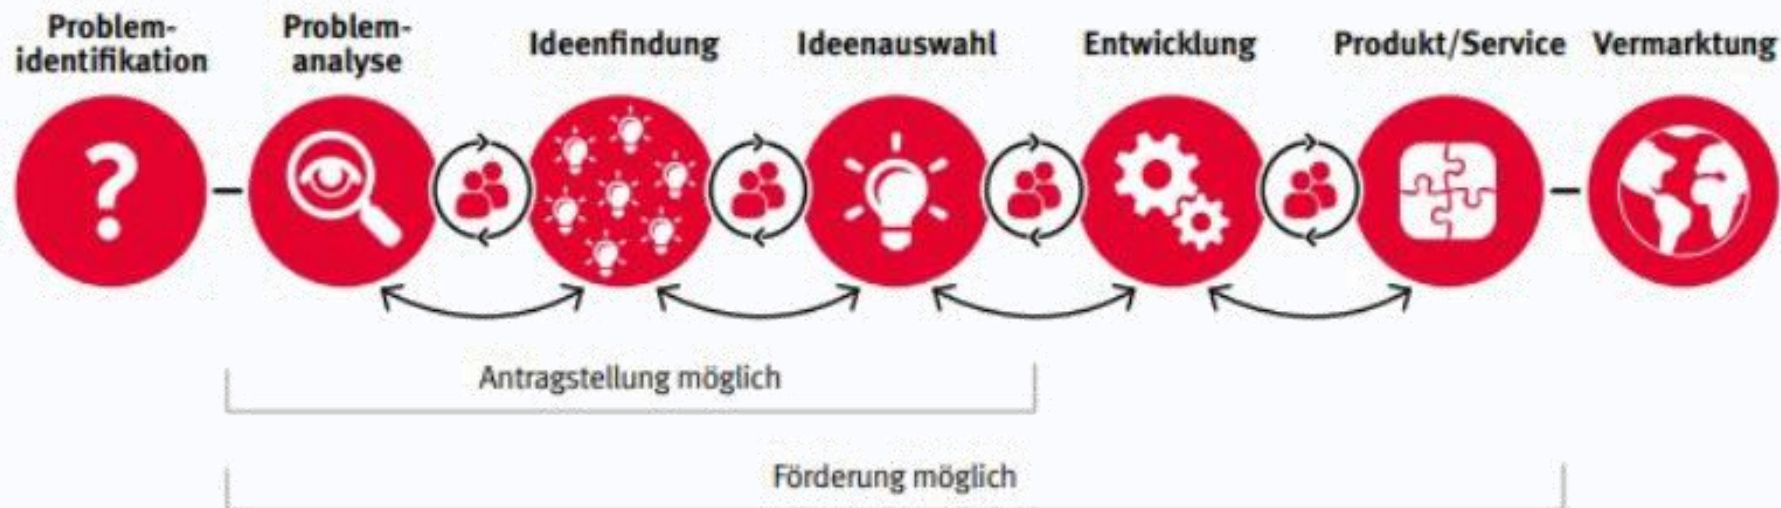 Problem-
identifikation
Problem-
analyse
Ideenfindung
Ideenauswahl
Entwicklung
Produkt/Service
Vermarktung
?
Antragstellung möglich
Förderung möglich